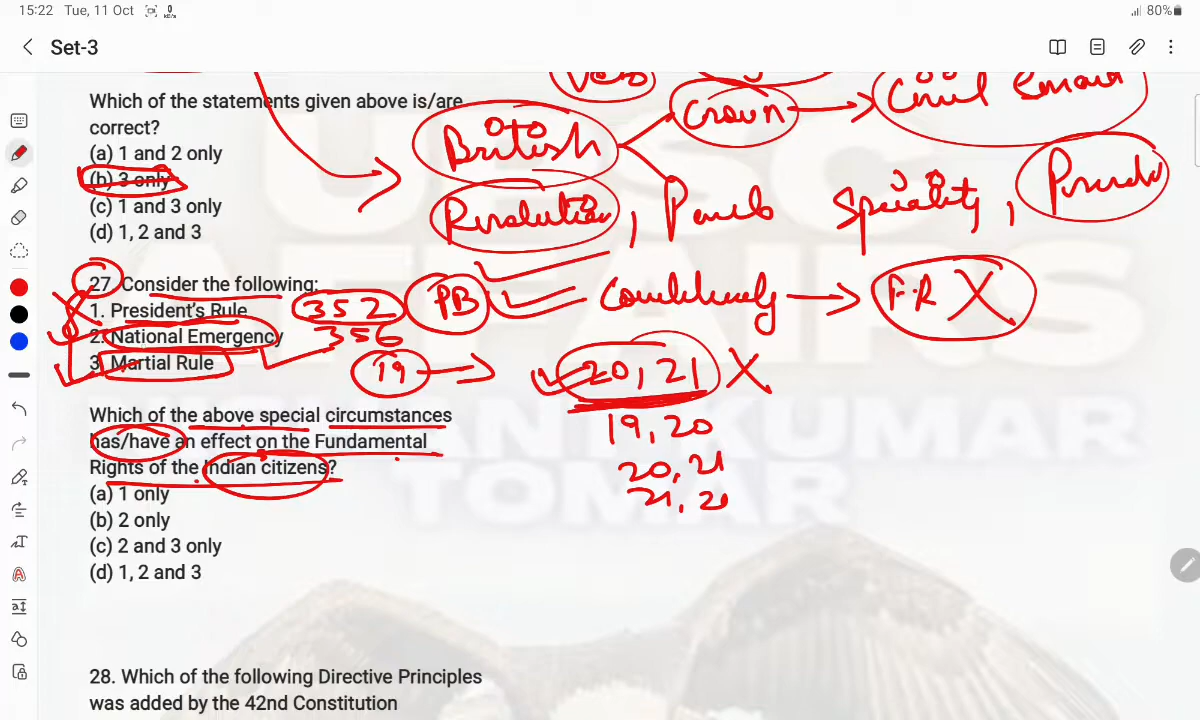 15:22 Tue, 11 Oct 80%
Set-3
Which of the statements given above is/are
correct?
(a) 1 and 2 only
(b) 3 only
(c) 1 and 3 only
(d) 1, 2 and 3
Crown
British
Panels
27. Consider the following:
1. President's Rule
2. National Emergency
3. Martial Rule
352
356
PB
F.R X
19
20, 21 X
19, 20
20, 21
Which of the above special circumstances
has/have an effect on the Fundamental
Rights of the Indian citizens?
(a) 1 only
(b) 2 only
(c) 2 and 3 only
(d) 1, 2 and 3
UPSC
AFFAIRS
KUMAR
TOMAR
28. Which of the following Directive Principles
was added by the 42nd Constitution